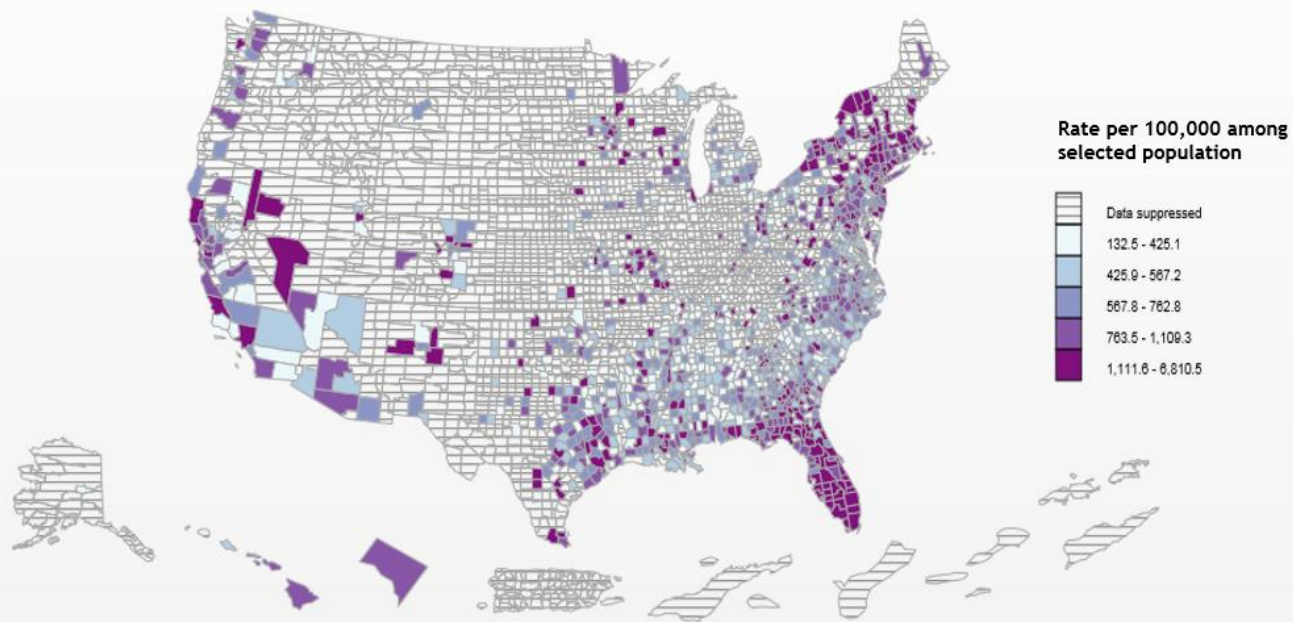 Rate per 100,000 among
selected population
Data suppressed
132.5 - 425.1
425.9 - 567.2
567.8 - 762.8
763.5 - 1,109.3
1,111.6 - 6,810.5